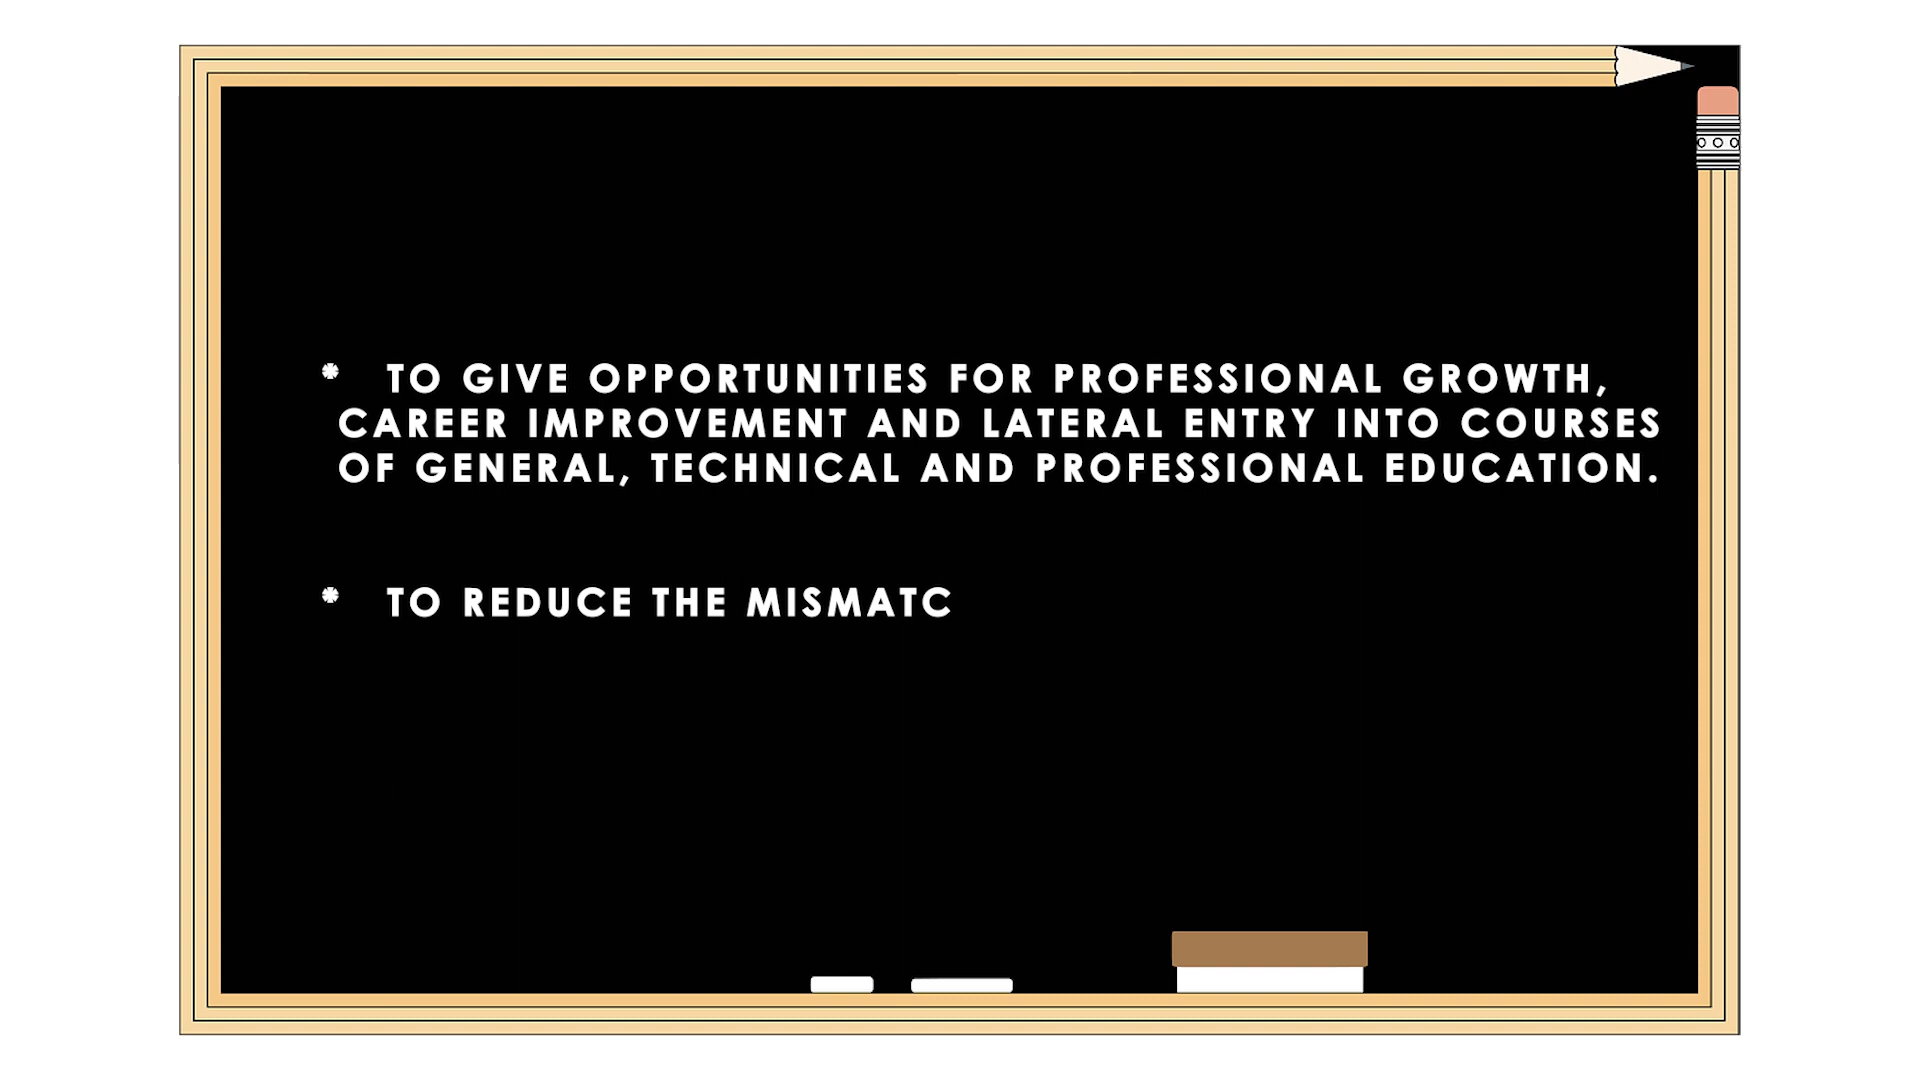 * TO GIVE OPPORTUNITIES FOR PROFESSIONAL GROWTH,
CAREER IMPROVEMENT AND LATERAL ENTRY INTO COURSES
OF GENERAL, TECHNICAL AND PROFESSIONAL EDUCATION.
* TO REDUCE THE MISMATC